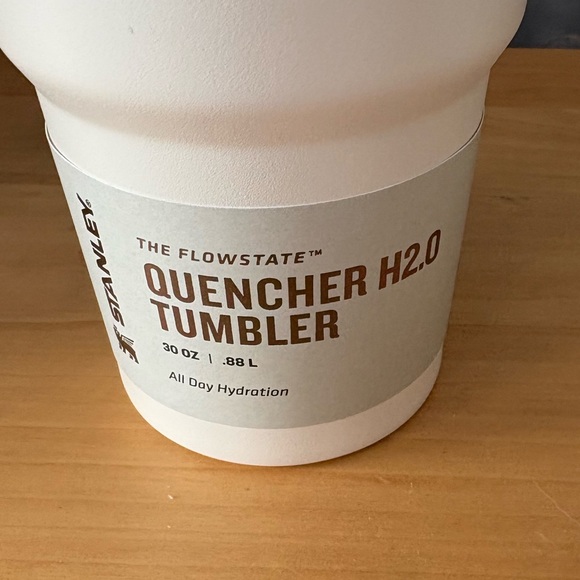 STANLEY®
THE FLOWSTATE™
QUENCHER H2.0
TUMBLER
30 OZ | .88 L
All Day Hydration